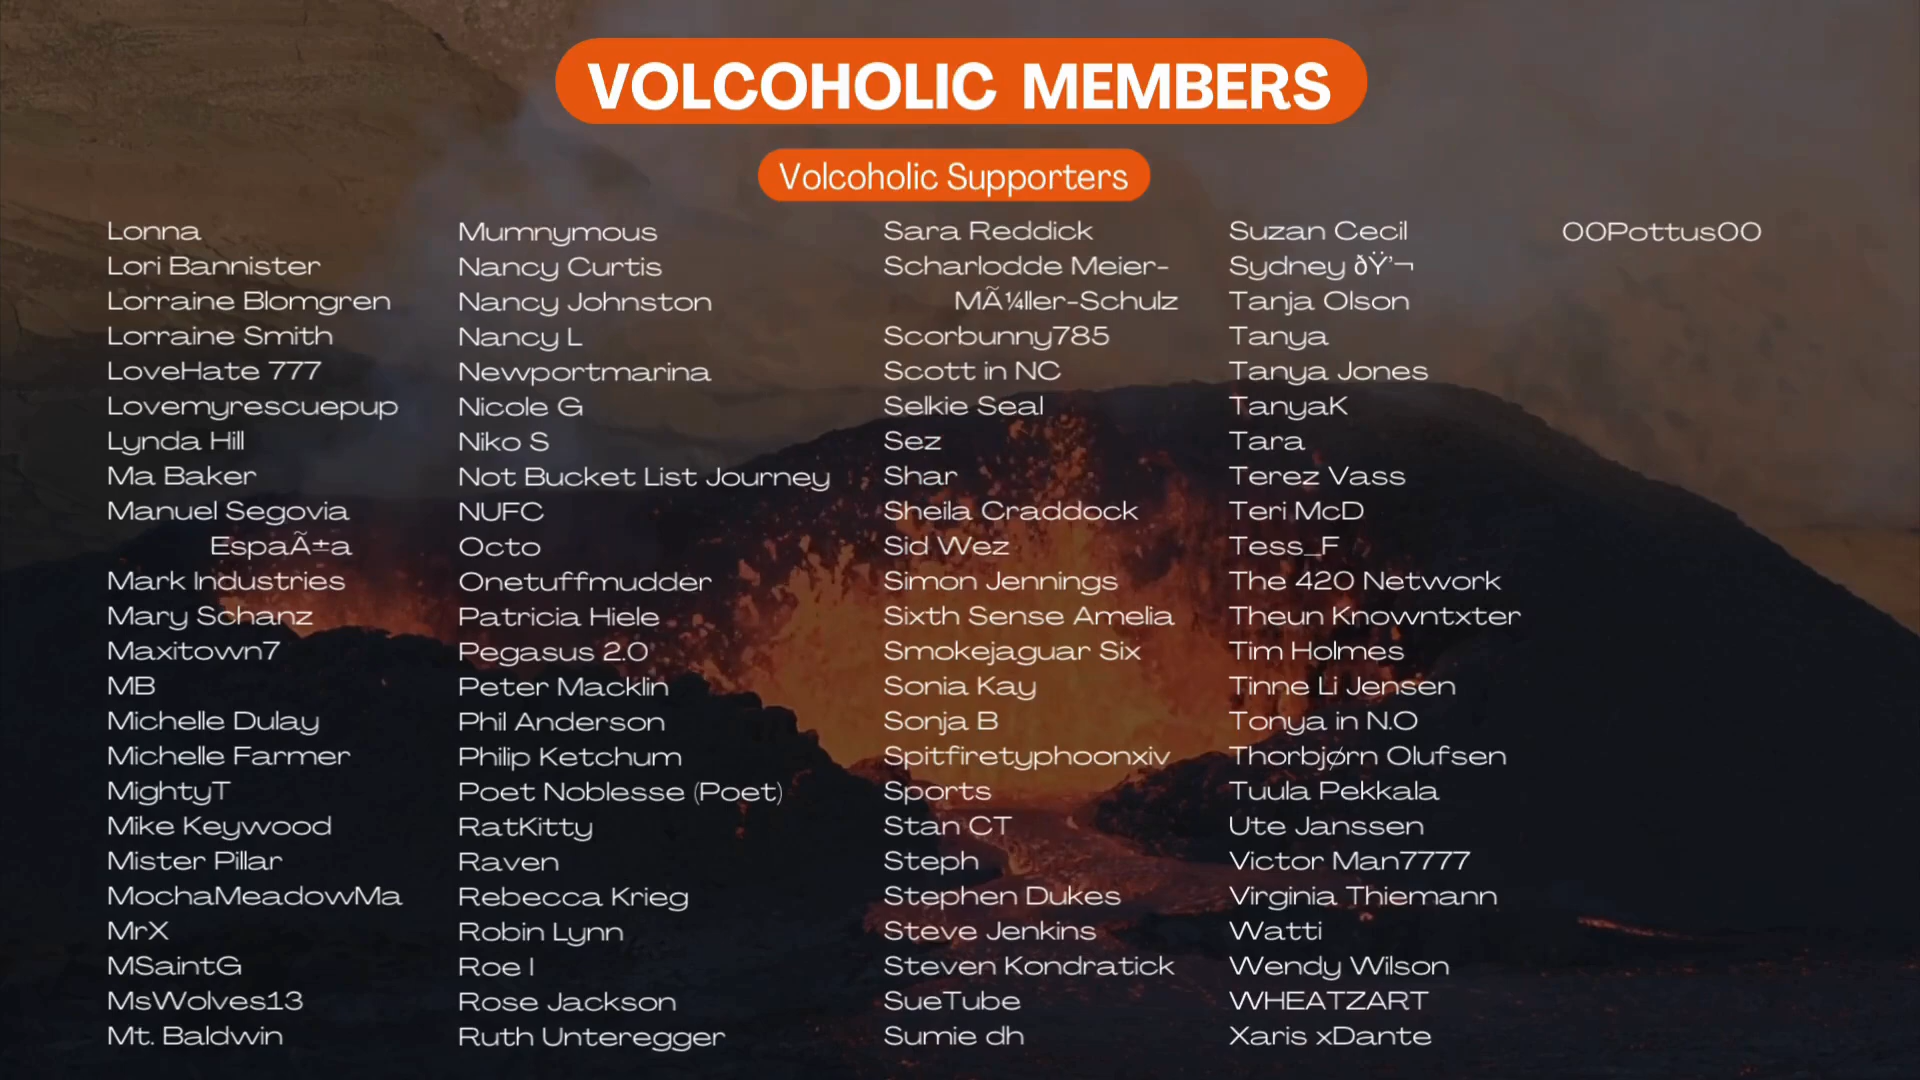 VOLCOHOLIC MEMBERS
Volcoholic Supporters
Lonna
Lori Bannister
Lorraine Blomgren
Lorraine Smith
LoveHate 777
Lovemyrescuepup
Lynda Hill
Ma Baker
Manuel Segovia
EspaÃ±a
Mark Industries
Mary Schanz
Maxitown7
MB
Michelle Dulay
Michelle Farmer
MightyT
Mike Keywood
Mister Pillar
MochaMeadowMa
MrX
MSaintG
MsWolves13
Mt. Baldwin
Mumnymous
Nancy Curtis
Nancy Johnston
Nancy L
Newportmarina
Nicole G
Niko S
Not Bucket List Journey
NUFC
Octo
Onetuffmudder
Patricia Hiele
Pegasus 2.0
Peter Macklin
Phil Anderson
Philip Ketchum
Poet Noblesse (Poet)
RatKitty
Raven
Rebecca Krieg
Robin Lynn
Roe I
Rose Jackson
Ruth Unteregger
Sara Reddick
Scharlodde Meier-
MÃ¼ller-Schulz
Scorbunny785
Scott in NC
Selkie Seal
Sez
Shar
Sheila Craddock
Sid Wez
Simon Jennings
Sixth Sense Amelia
Smokejaguar Six
Sonia Kay
Sonja B
Spitfiretyphoonxiv
Sports
Stan CT
Steph
Stephen Dukes
Steve Jenkins
Steven Kondratick
SueTube
Sumie dh
Suzan Cecil
Sydney ðŸ’¬
Tanja Olson
Tanya
Tanya Jones
TanyaK
Tara
Terez Vass
Teri McD
Tess_F
The 420 Network
Theun Knowntxter
Tim Holmes
Tinne Li Jensen
Tonya in N.O
Thorbjørn Olufsen
Tuula Pekkala
Ute Janssen
Victor Man7777
Virginia Thiemann
Watti
Wendy Wilson
WHEATZART
Xaris xDante
00Pottus00